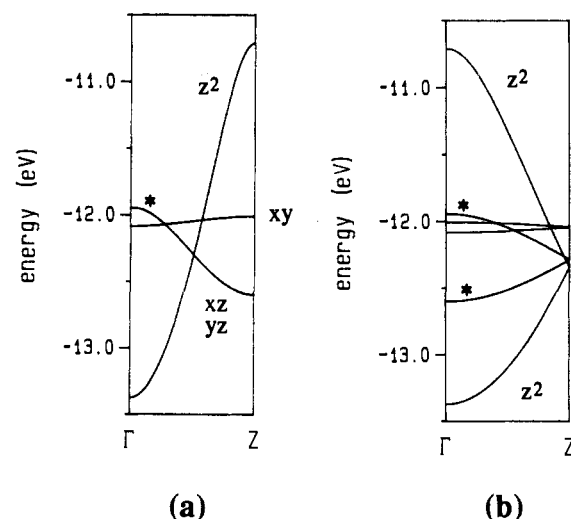 z2
-11.0
*
-12.0
xy
xz
yz
-13.0
energy (eV)
Γ Z
(a)
z2
-11.0
*
-12.0
*
-13.0
z2
energy (eV)
Γ Z
(b)